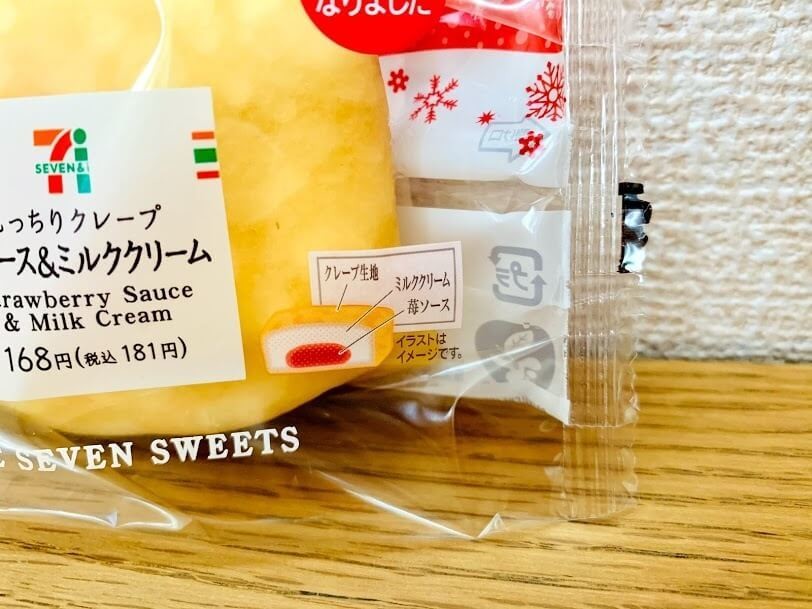 なりました
SEVEN&i
っちりクレープ
ース&ミルククリーム
rawberry Sauce
& Milk Cream
168円(税込 181円)
クレープ生地
ミルククリーム
苺ソース
イラストは
イメージです。
プラ
SEVEN SWEETS